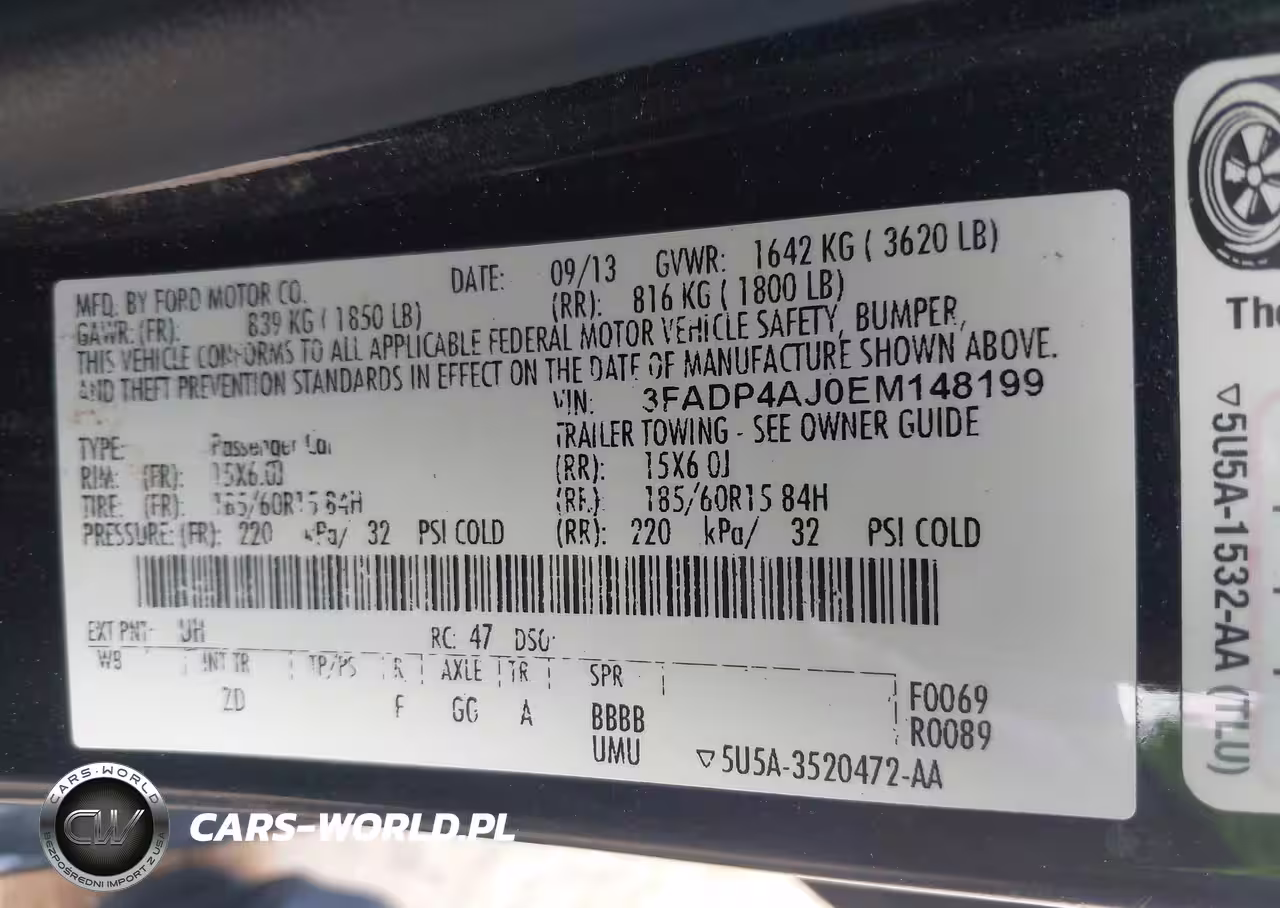 MFD. BY FORD MOTOR CO. DATE: 09/13 GVWR: 1642 KG ( 3620 LB)
GAWR: (FR): 839 KG ( 1850 LB) (RR): 816 KG ( 1800 LB)
THIS VEHICLE CONFORMS TO ALL APPLICABLE FEDERAL MOTOR VEHICLE SAFETY, BUMPER,
AND THEFT PREVENTION STANDARDS IN EFFECT ON THE DATE OF MANUFACTURE SHOWN ABOVE.
VIN: 3FADP4AJ0EM148199
TYPE: Passenger Car TRAILER TOWING - SEE OWNER GUIDE
RIM: (FR): 15X6.0J (RR): 15X6.0J
TIRE: (FR): 185/60R15 84H (RR.): 185/60R15 84H
PRESSURE: (FR): 220 kPa/ 32 PSI COLD (RR): 220 kPa/ 32 PSI COLD
EXT PNT: UH RC: 47 DSO:
WB INT TR TP/PS R AXLE TR SPR
ZD F GG A BBBB F0069
UMU R0089
▽5U5A-3520472-AA
▽5U5A-1532-AA (TLU)
CARS-WORLD
CW
BEZPOŚREDNI IMPORT Z USA
CARS-WORLD.PL